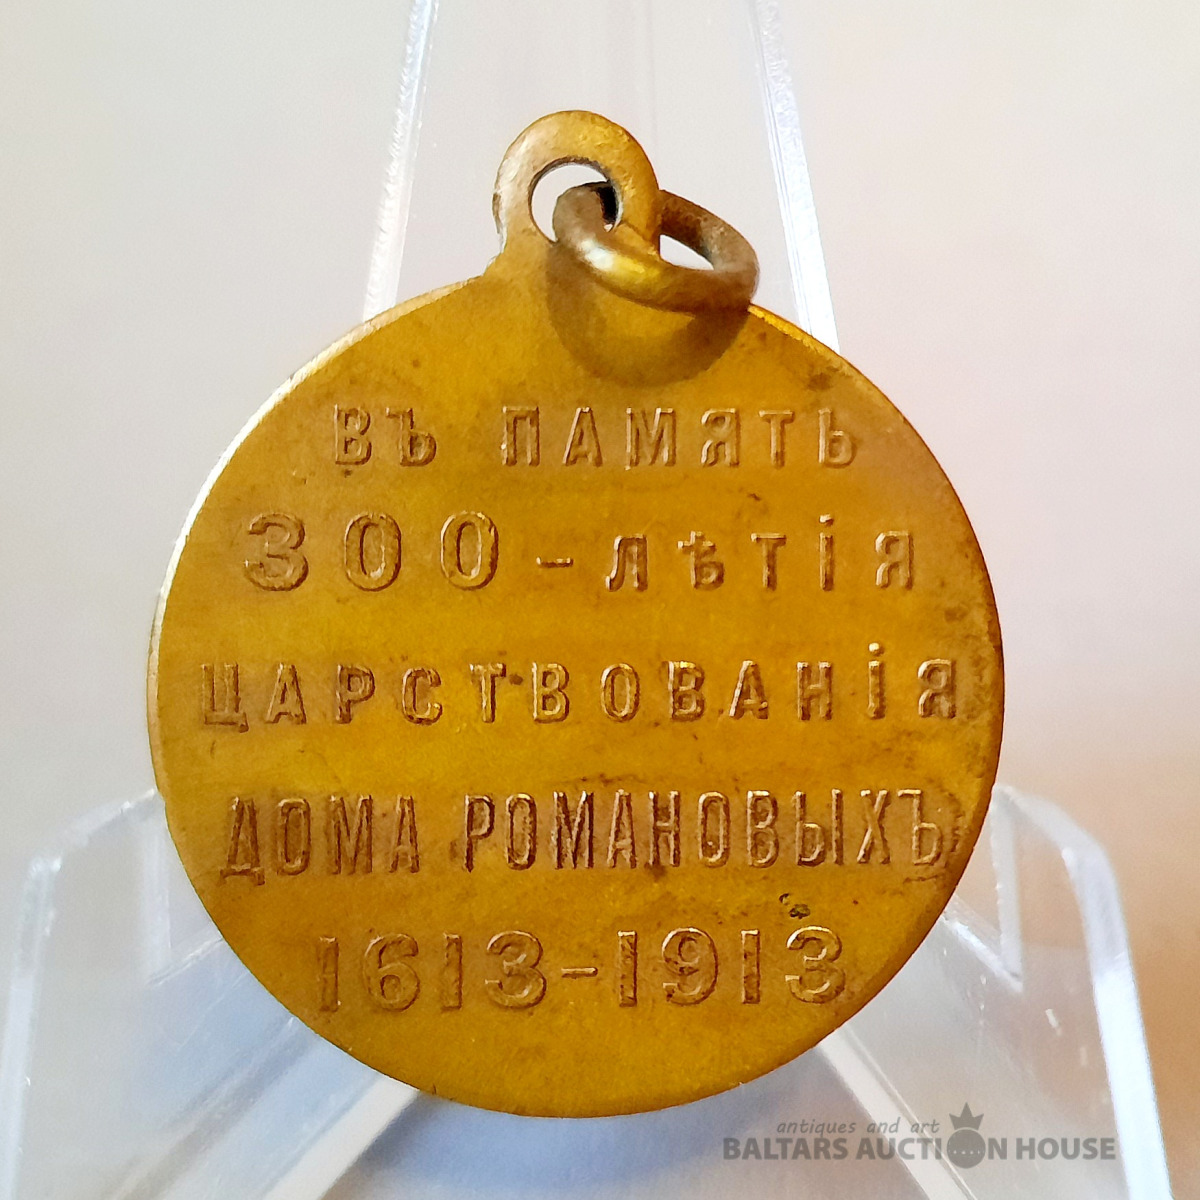 ВЪ ПАМЯТЬ
300-ЛѢТІЯ
ЦАРСТВОВАНІЯ
ДОМА РОМАНОВЫХЪ
1613-1913
antiques and art
BALTARS AUCTION HOUSE